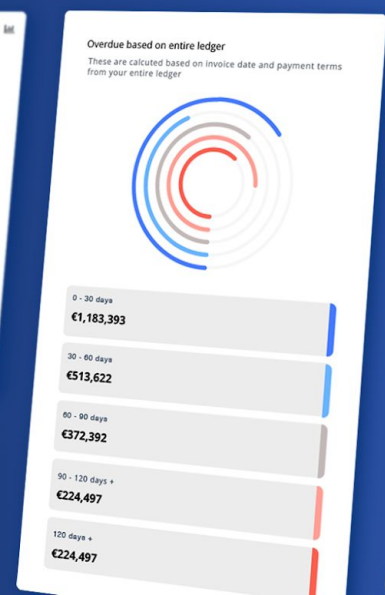 Overdue based on entire ledger
These are calcuted based on invoice date and payment terms
from your entire ledger
0 - 30 days
€1,183,393
30 - 60 days
€513,622
60 - 90 days
€372,392
90 - 120 days +
€224,497
120 days +
€224,497